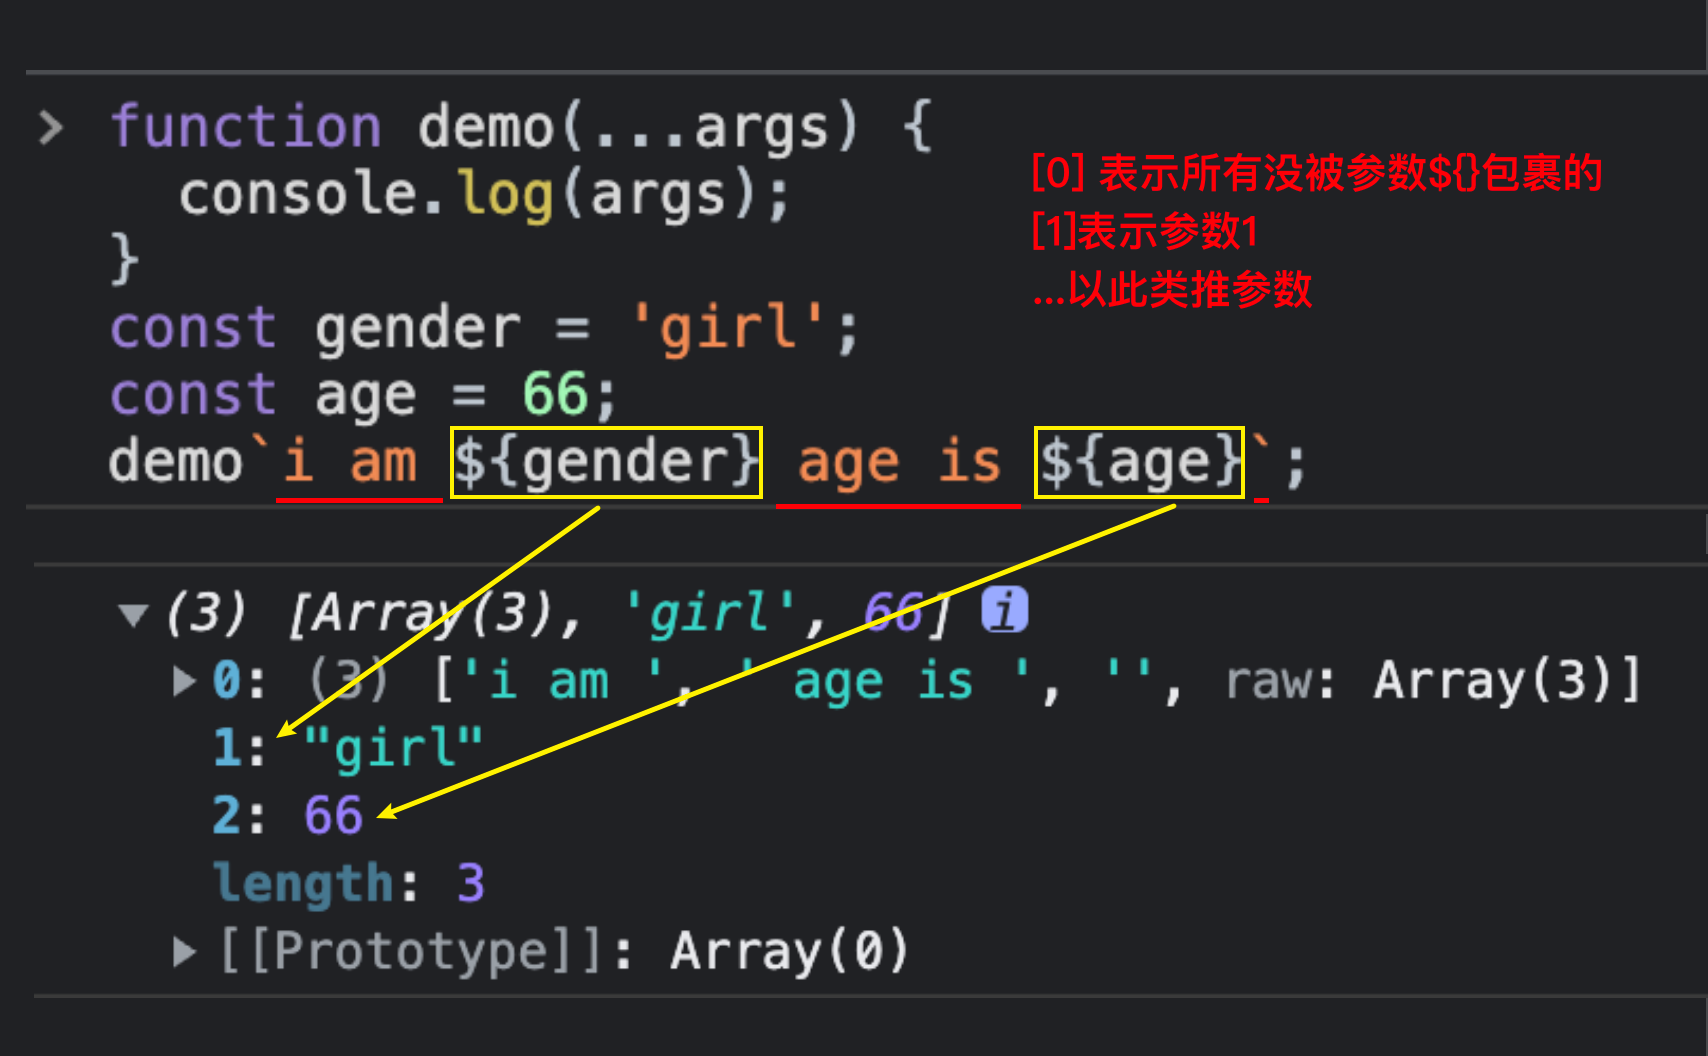 function demo(...args) {
  console.log(args);
}
const gender = 'girl';
const age = 66;
demo`i am ${gender} age is ${age}`;
[0] 表示所有没被参数${}包裹的
[1]表示参数1
...以此类推参数
(3) [Array(3), 'girl', 66] i
0: (3) ['i am ', ' age is ', '', raw: Array(3)]
1: "girl"
2: 66
length: 3
[[Prototype]]: Array(0)